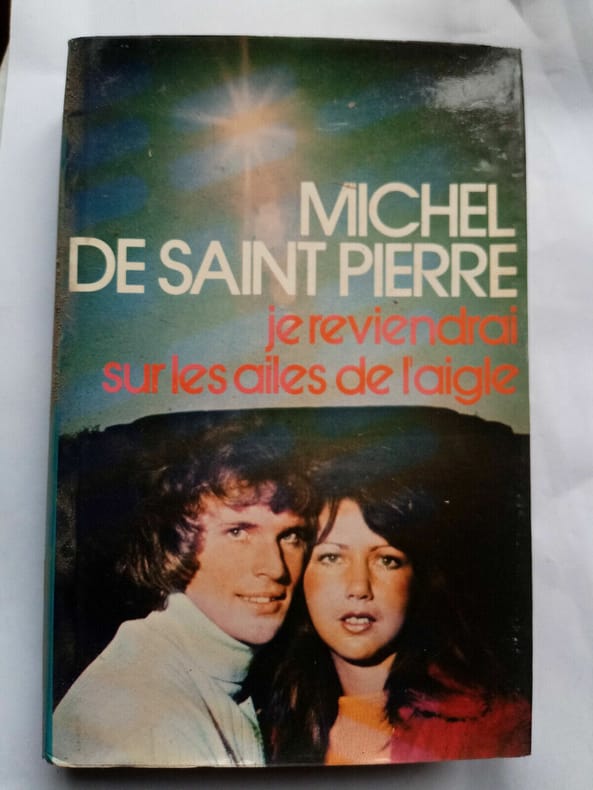 MICHEL
DE SAINT PIERRE
je reviendrai
sur les ailes de l'aigle